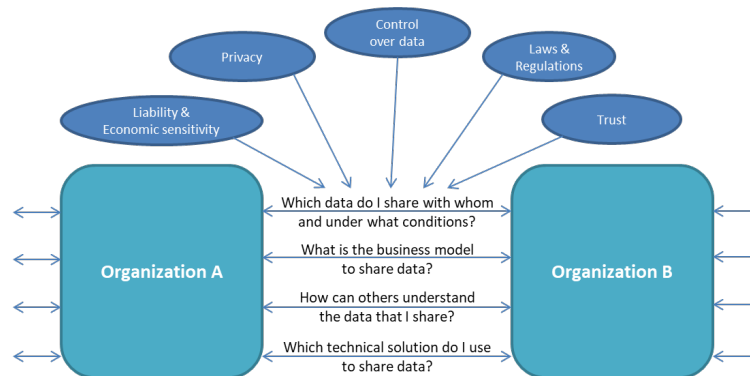 Control
over data
Privacy
Laws &
Regulations
Liability &
Economic sensitivity
Trust
Which data do I share with whom
and under what conditions?
What is the business model
to share data?
Organization A
Organization B
How can others understand
the data that I share?
Which technical solution do I use
to share data?